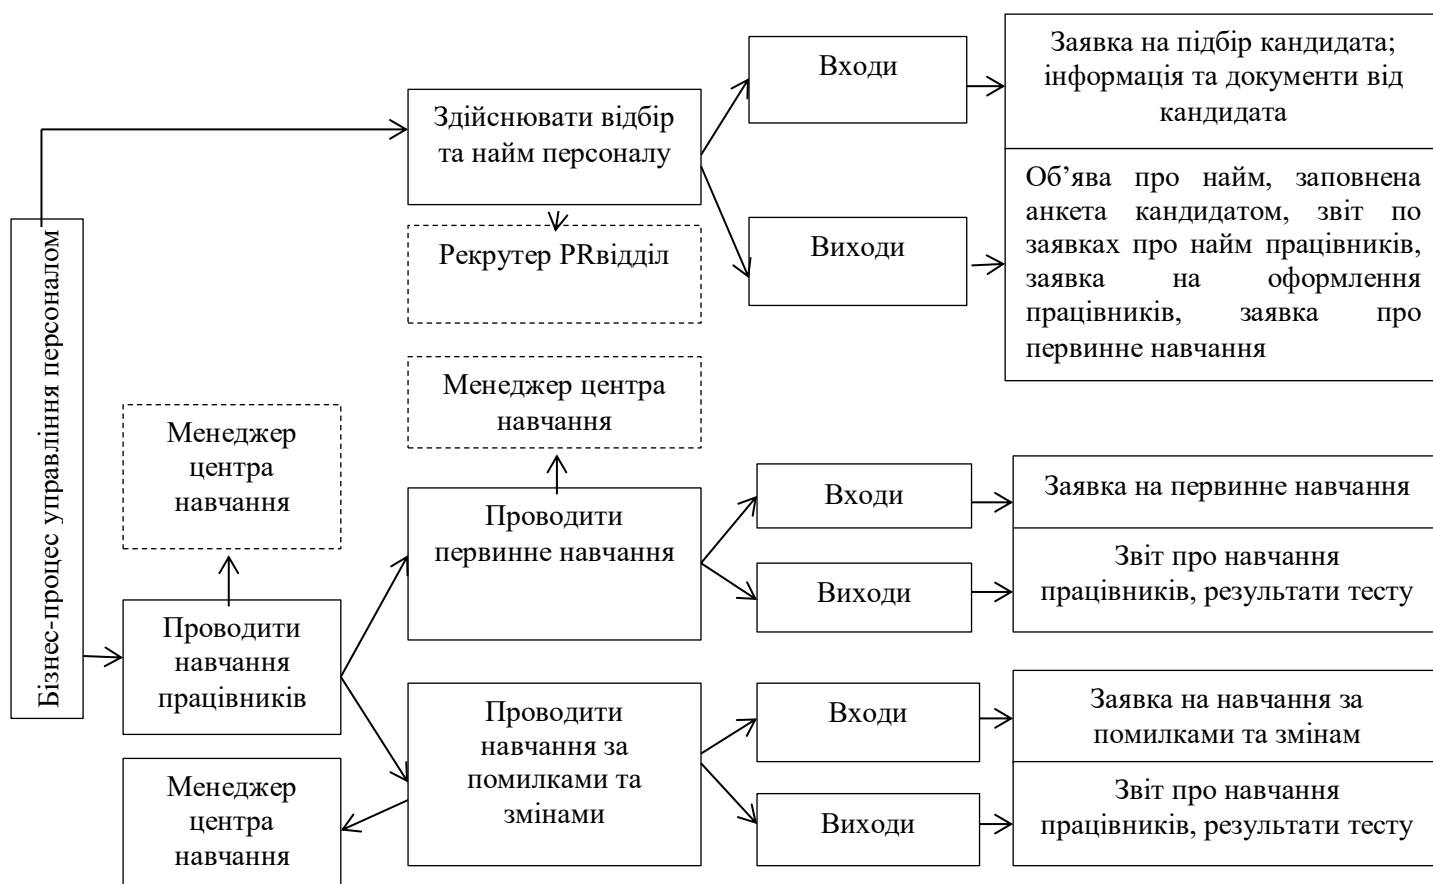 Бізнес-процес управління персоналом
Здійснювати відбір
та найм персоналу
Рекрутер PRвідділ
Входи
Заявка на підбір кандидата;
інформація та документи від
кандидата
Виходи
Об’ява про найм, заповнена
анкета кандидатом, звіт по
заявках про найм працівників,
заявка на оформлення
працівників, заявка про
первинне навчання
Менеджер
центра
навчання
Проводити
навчання
працівників
Менеджер центра
навчання
Проводити
первинне навчання
Входи
Заявка на первинне навчання
Виходи
Звіт про навчання
працівників, результати тесту
Проводити
навчання за
помилками та
змінами
Менеджер
центра
навчання
Входи
Заявка на навчання за
помилками та змінам
Виходи
Звіт про навчання
працівників, результати тесту